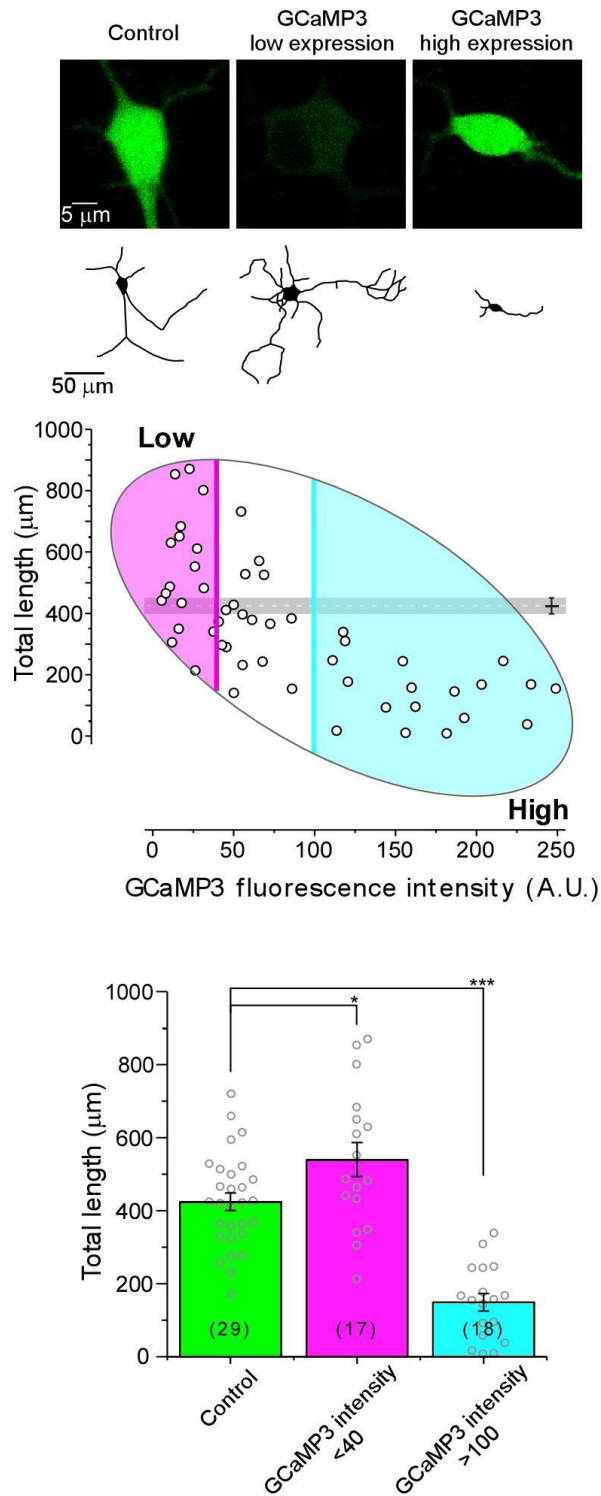 Control
GCaMP3
low expression
GCaMP3
high expression
5 μm
50 μm
Low
1000
800
600
400
200
0
Total length (μm)
High
0 50 100 150 200 250
GCaMP3 fluorescence intensity (A.U.)
***
*
1000
800
600
400
200
0
Total length (μm)
(29) (17) (18)
Control
GCaMP3 intensity
<40
GCaMP3 intensity
>100